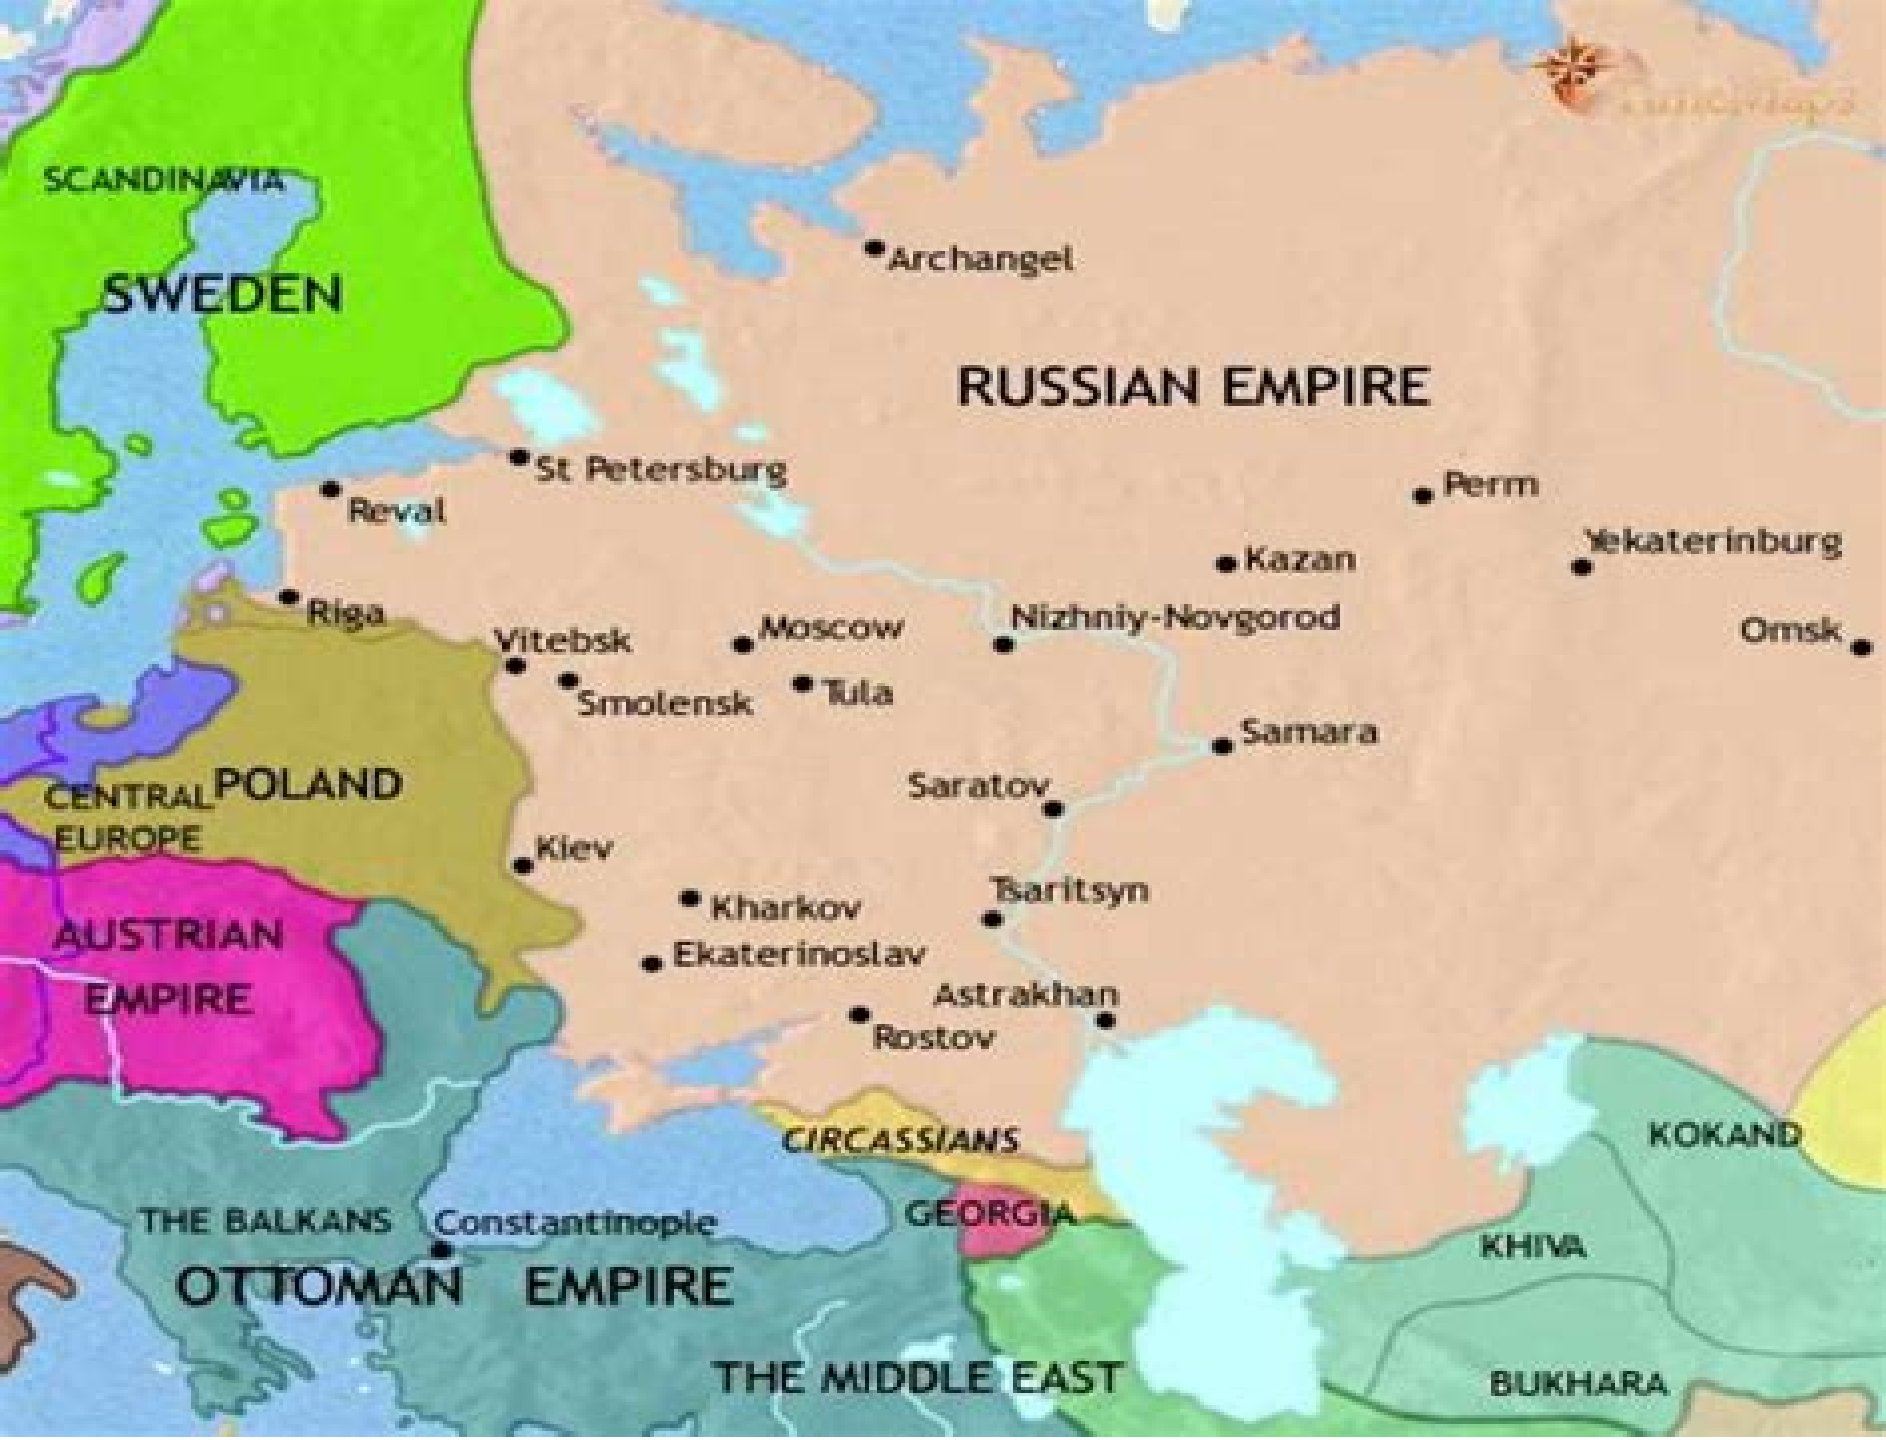 TimeMaps
SCANDINAVIA
Archangel
SWEDEN
RUSSIAN EMPIRE
St Petersburg
Perm
Reval
Yekaterinburg
Kazan
Riga
Nizhniy-Novgorod
Vitebsk
Moscow
Omsk
Smolensk
Tula
Samara
POLAND
CENTRAL
EUROPE
Saratov
Kiev
Tsaritsyn
Kharkov
AUSTRIAN
EMPIRE
Ekaterinoslav
Astrakhan
Rostov
CIRCASSIANS
KOKAND
THE BALKANS
Constantinople
GEORGIA
KHIVA
OTTOMAN EMPIRE
THE MIDDLE EAST
BUKHARA